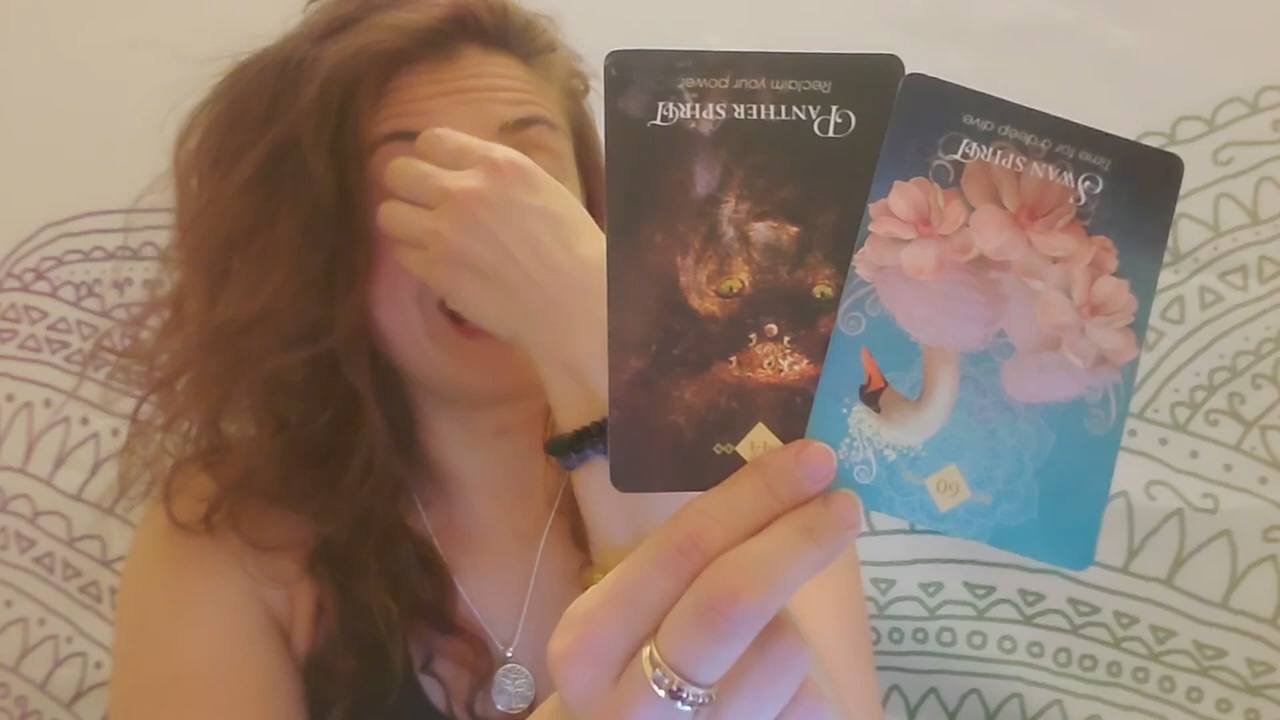 PANTHER SPIRIT
Reclaim your power
60
SWAN SPIRIT
Time for a deep dive